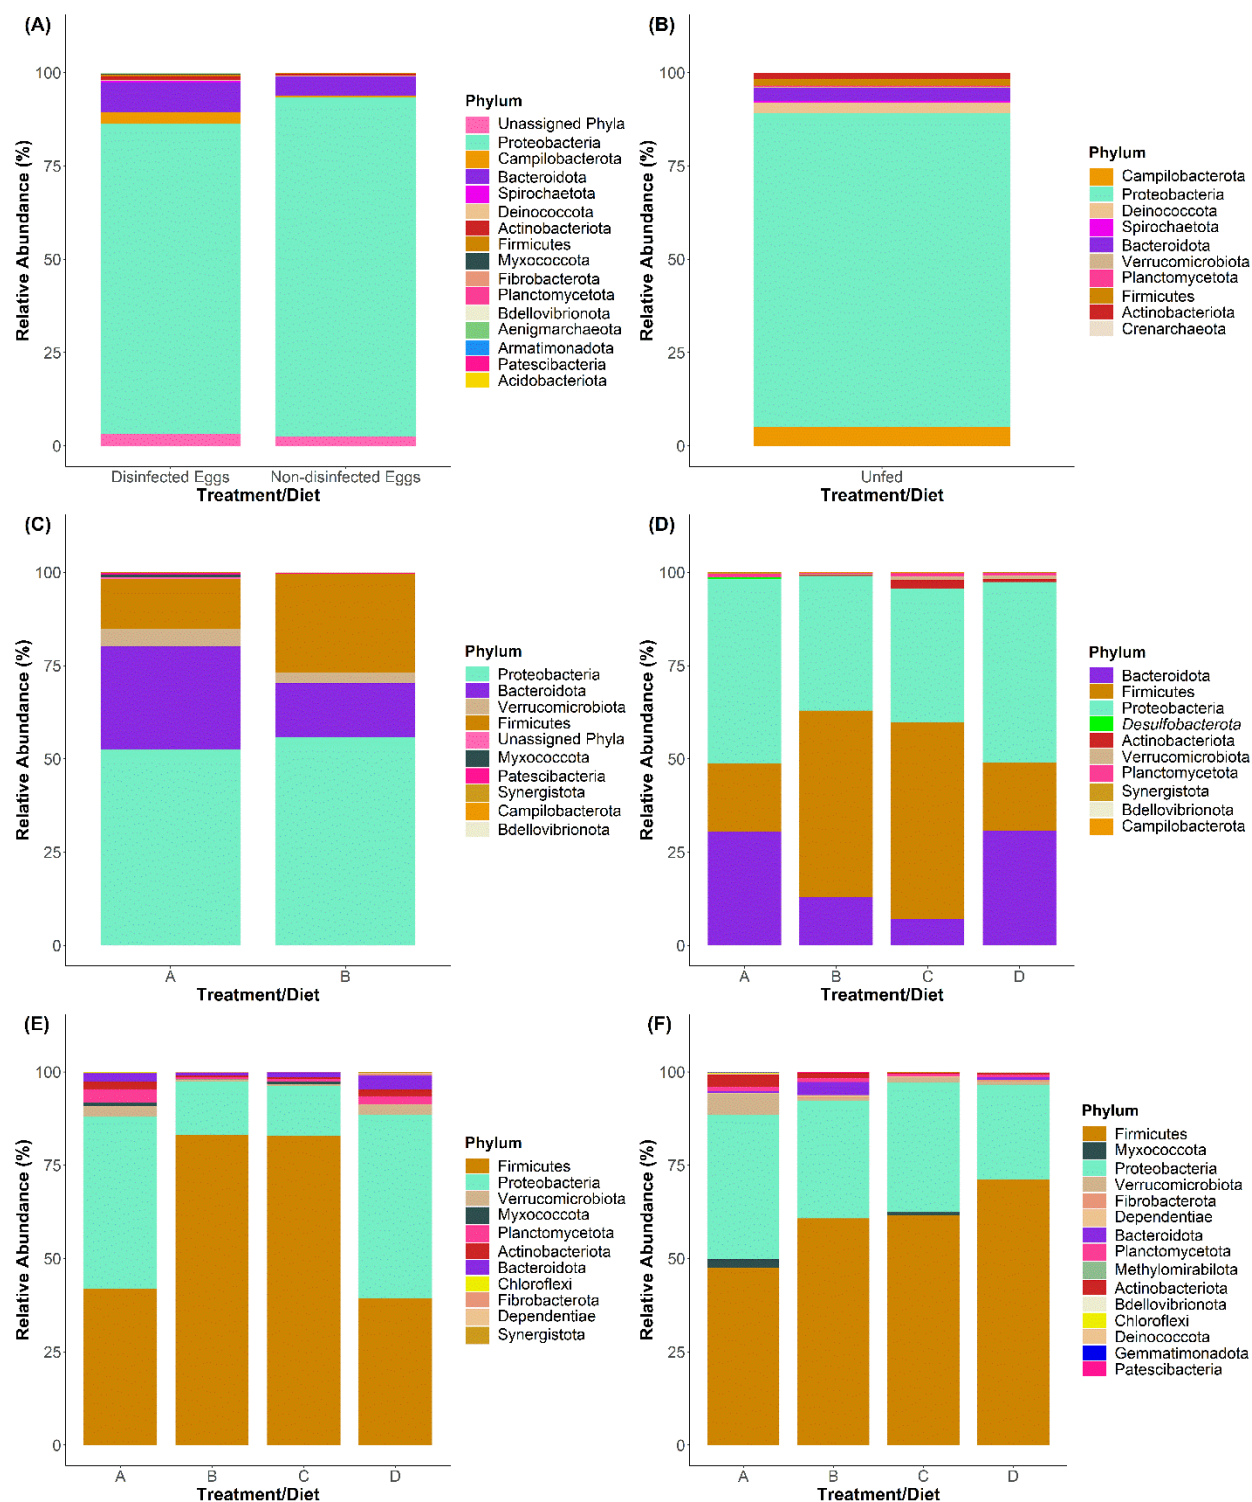 (A)
100
75
50
25
0
Relative Abundance (%)
Disinfected Eggs
Non-disinfected Eggs
Treatment/Diet
Phylum
Unassigned Phyla
Proteobacteria
Campilobacterota
Bacteroidota
Spirochaetota
Deinococcota
Actinobacteriota
Firmicutes
Myxococcota
Fibrobacterota
Planctomycetota
Bdellovibrionota
Aenigmarchaeota
Armatimonadota
Patescibacteria
Acidobacteriota
(B)
100
75
50
25
0
Relative Abundance (%)
Unfed
Treatment/Diet
Phylum
Campilobacterota
Proteobacteria
Deinococcota
Spirochaetota
Bacteroidota
Verrucomicrobiota
Planctomycetota
Firmicutes
Actinobacteriota
Crenarchaeota
(C)
100
75
50
25
0
Relative Abundance (%)
A
B
Treatment/Diet
Phylum
Proteobacteria
Bacteroidota
Verrucomicrobiota
Firmicutes
Unassigned Phyla
Myxococcota
Patescibacteria
Synergistota
Campilobacterota
Bdellovibrionota
(D)
100
75
50
25
0
Relative Abundance (%)
A
B
C
D
Treatment/Diet
Phylum
Bacteroidota
Firmicutes
Proteobacteria
Desulfobacterota
Actinobacteriota
Verrucomicrobiota
Planctomycetota
Synergistota
Bdellovibrionota
Campilobacterota
(E)
100
75
50
25
0
Relative Abundance (%)
A
B
C
D
Treatment/Diet
Phylum
Firmicutes
Proteobacteria
Verrucomicrobiota
Myxococcota
Planctomycetota
Actinobacteriota
Bacteroidota
Chloroflexi
Fibrobacterota
Dependentiae
Synergistota
(F)
100
75
50
25
0
Relative Abundance (%)
A
B
C
D
Treatment/Diet
Phylum
Firmicutes
Myxococcota
Proteobacteria
Verrucomicrobiota
Fibrobacterota
Dependentiae
Bacteroidota
Planctomycetota
Methylomirabilota
Actinobacteriota
Bdellovibrionota
Chloroflexi
Deinococcota
Gemmatimonadota
Patescibacteria